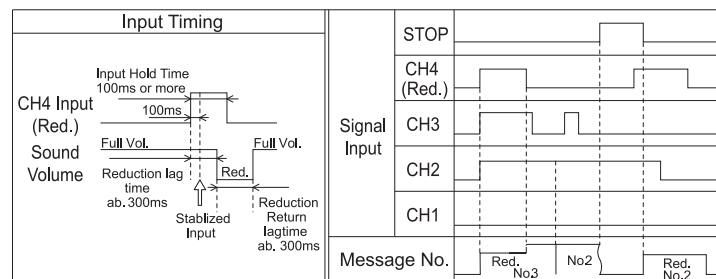 Input Timing
Input Hold Time
100ms or more
CH4 Input
(Red.)
100ms
Sound
Volume
Full Vol.
Full Vol.
Red.
Reduction lag
time
ab. 300ms
Stablized
Input
Reduction
Return
lagtime
ab. 300ms
Signal
Input
STOP
CH4
(Red.)
CH3
CH2
CH1
Message No.
Red.
No3
No2
Red.
No.2